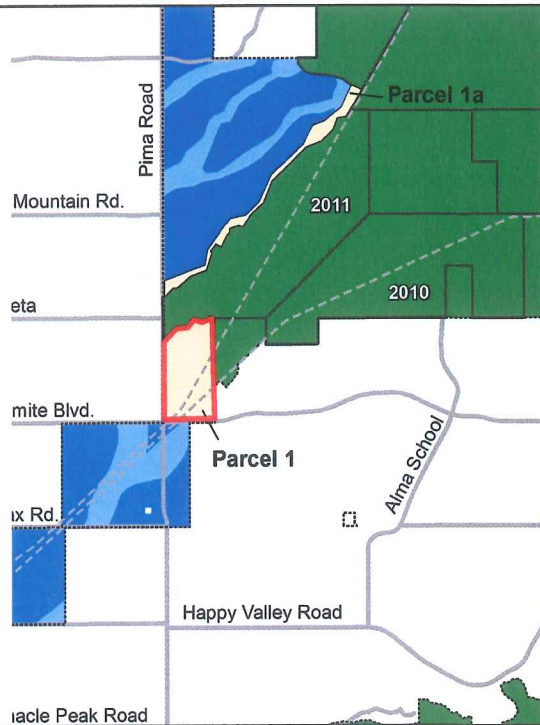 Pima Road
Parcel 1a
Mountain Rd.
2011
2010
eta
mite Blvd.
Parcel 1
Alma School
ax Rd.
Happy Valley Road
nacle Peak Road